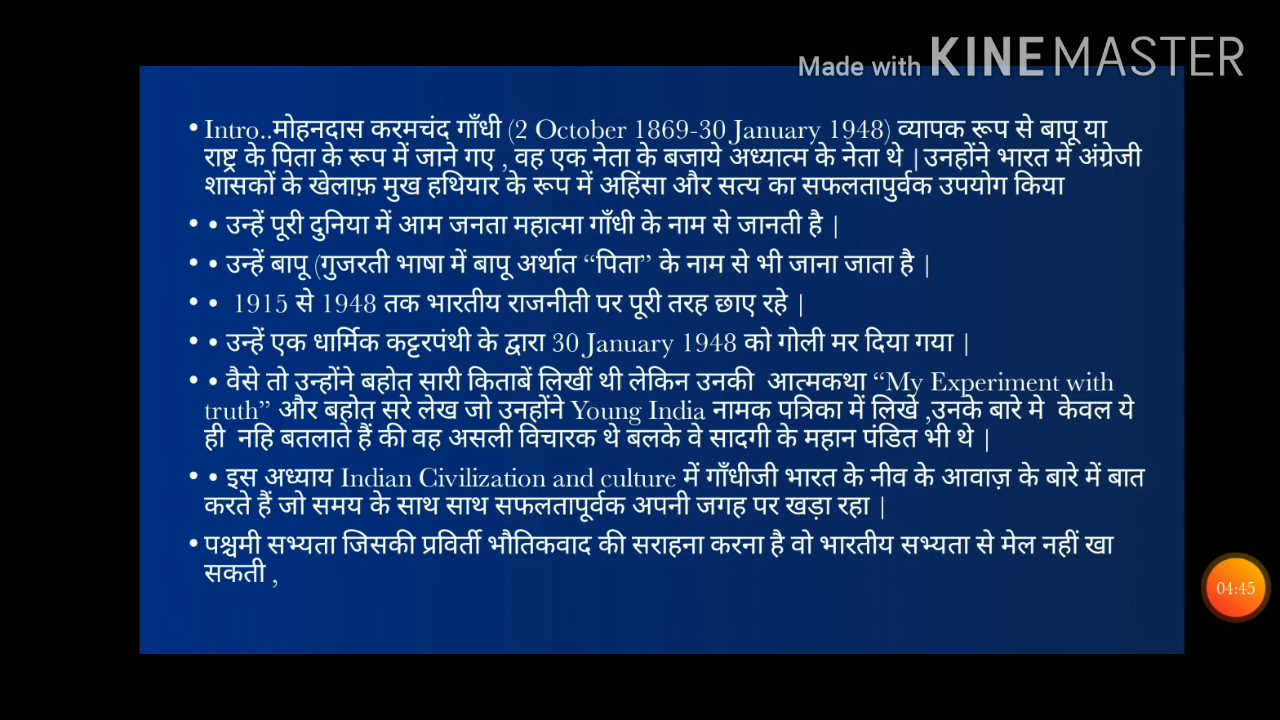 Made with KINEMASTER
• Intro..मोहनदास करमचंद गाँधी (2 October 1869-30 January 1948) व्यापक रूप से बापू या
राष्ट्र के पिता के रूप में जाने गए , वह एक नेता के बजाये अध्यात्म के नेता थे | उनहोंने भारत में अंग्रेजी
शासकों के खेलाफ़ मुख हथियार के रूप में अहिंसा और सत्य का सफलतापुर्वक उपयोग किया
• • उन्हें पूरी दुनिया में आम जनता महात्मा गाँधी के नाम से जानती है |
• • उन्हें बापू (गुजरती भाषा में बापू अर्थात “पिता” के नाम से भी जाना जाता है |
• • 1915 से 1948 तक भारतीय राजनीती पर पूरी तरह छाए रहे |
• • उन्हें एक धार्मिक कट्टरपंथी के द्वारा 30 January 1948 को गोली मर दिया गया |
• • वैसे तो उन्होंने बहोत सारी किताबें लिखीं थी लेकिन उनकी आत्मकथा “My Experiment with
truth” और बहोत सरे लेख जो उनहोंने Young India नामक पत्रिका में लिखे ,उनके बारे मे केवल ये
ही नहि बतलाते हैं की वह असली विचारक थे बलके वे सादगी के महान पंडित भी थे |
• • इस अध्याय Indian Civilization and culture में गाँधीजी भारत के नीव के आवाज़ के बारे में बात
करते हैं जो समय के साथ साथ सफलतापूर्वक अपनी जगह पर खड़ा रहा |
• पश्चमी सभ्यता जिसकी प्रविर्ती भौतिकवाद की सराहना करना है वो भारतीय सभ्यता से मेल नहीं खा
सकती ,
04:45